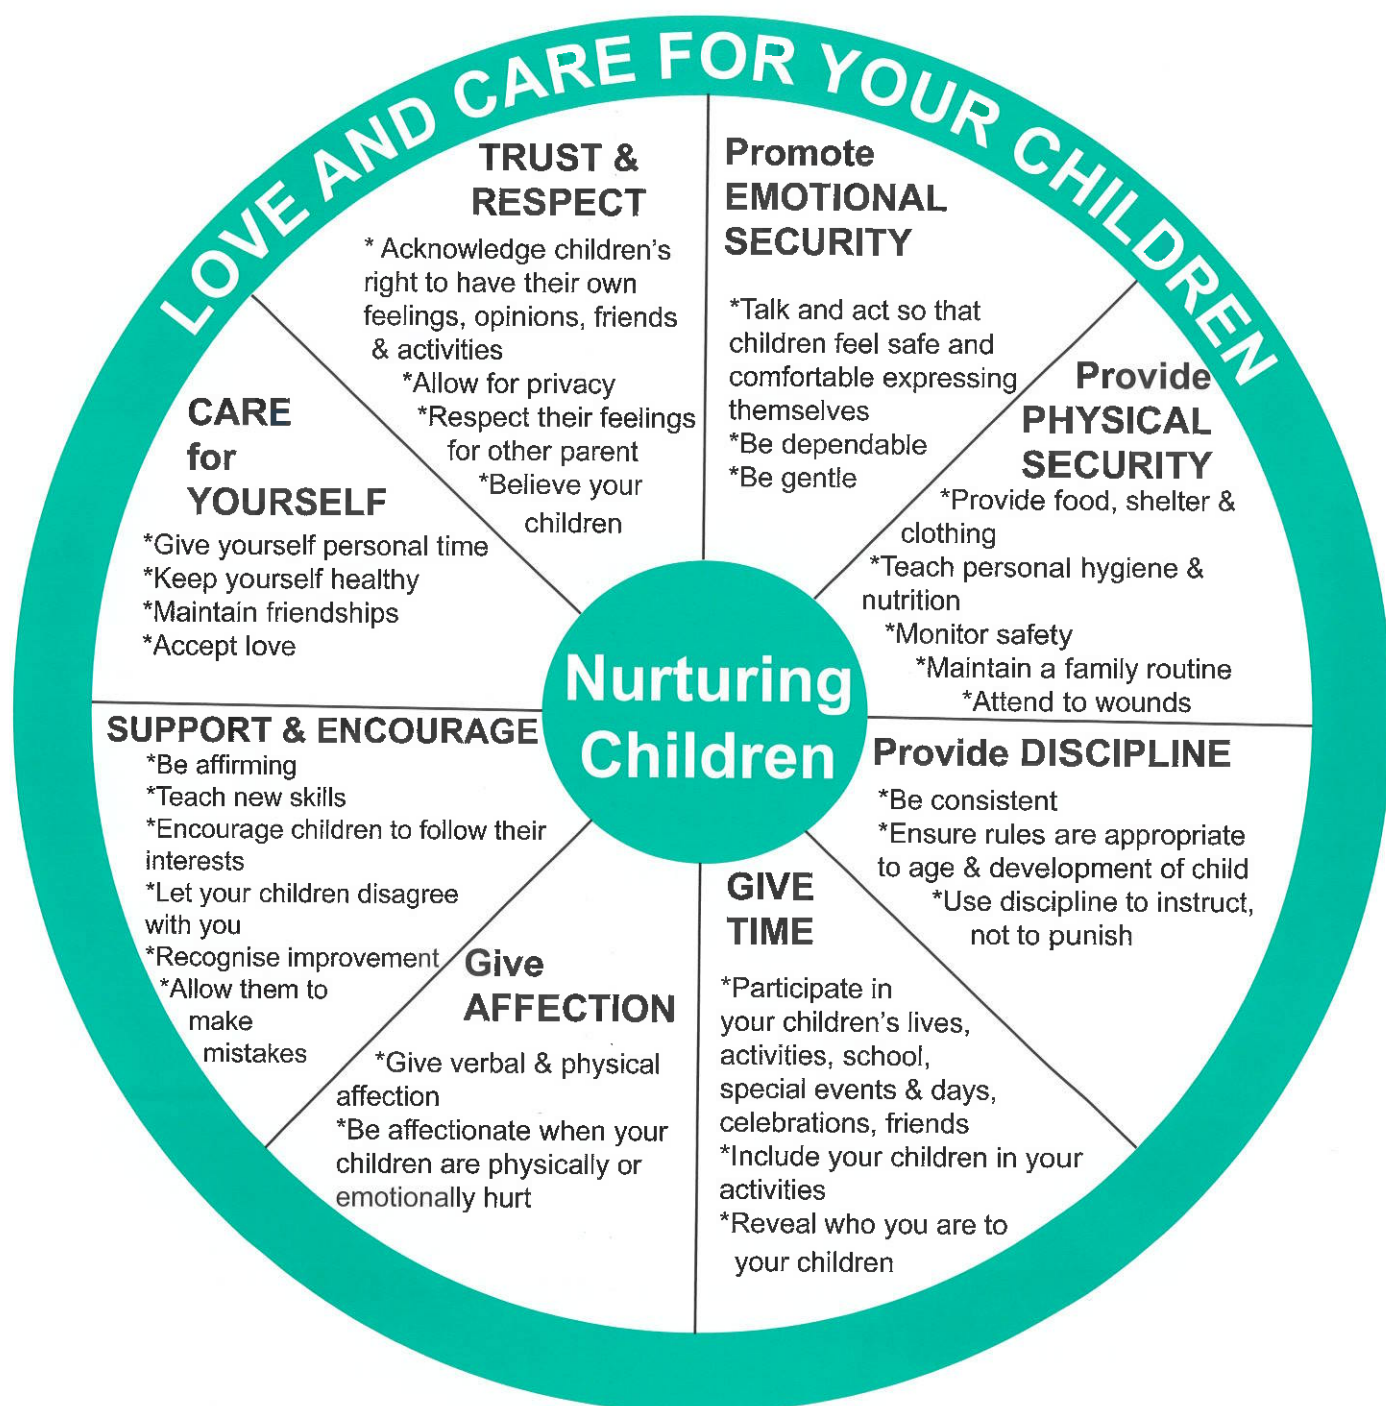 LOVE AND CARE FOR YOUR CHILDREN
TRUST &
RESPECT
* Acknowledge children's
right to have their own
feelings, opinions, friends
& activities
*Allow for privacy
*Respect their feelings
for other parent
*Believe your
children
Promote
EMOTIONAL
SECURITY
*Talk and act so that
children feel safe and
comfortable expressing
themselves
*Be dependable
*Be gentle
Provide
PHYSICAL
SECURITY
*Provide food, shelter &
clothing
*Teach personal hygiene &
nutrition
*Monitor safety
*Maintain a family routine
*Attend to wounds
Provide DISCIPLINE
*Be consistent
*Ensure rules are appropriate
to age & development of child
*Use discipline to instruct,
not to punish
GIVE
TIME
*Participate in
your children's lives,
activities, school,
special events & days,
celebrations, friends
*Include your children in your
activities
*Reveal who you are to
your children
Give
AFFECTION
*Give verbal & physical
affection
*Be affectionate when your
children are physically or
emotionally hurt
SUPPORT & ENCOURAGE
*Be affirming
*Teach new skills
*Encourage children to follow their
interests
*Let your children disagree
with you
*Recognise improvement
*Allow them to
make
mistakes
CARE
for
YOURSELF
*Give yourself personal time
*Keep yourself healthy
*Maintain friendships
*Accept love
Nurturing
Children